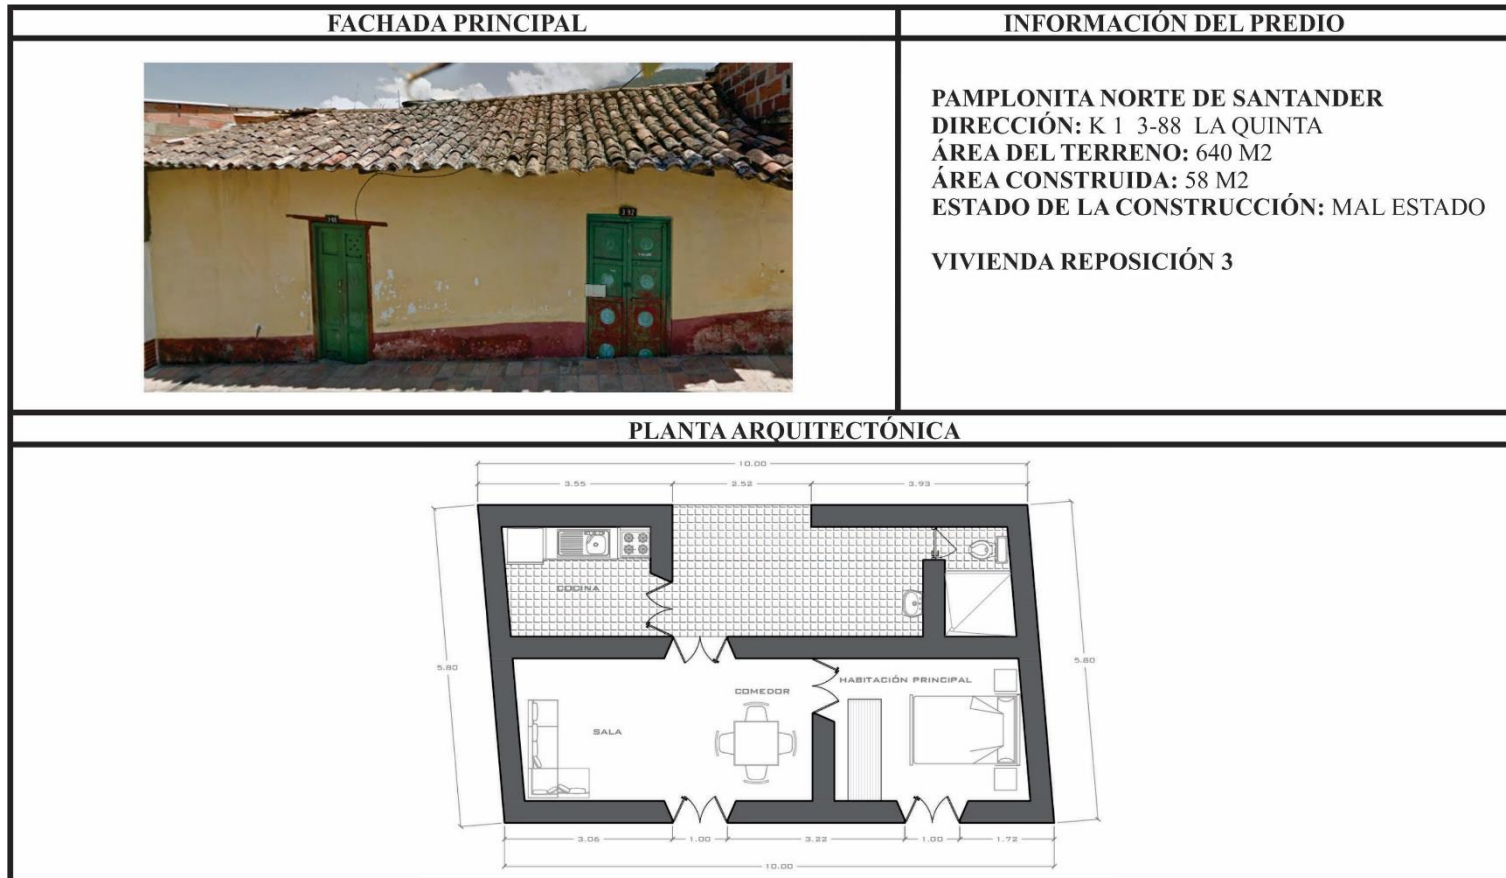 FACHADA PRINCIPAL
INFORMACIÓN DEL PREDIO
PAMPLONITA NORTE DE SANTANDER
DIRECCIÓN: K 1 3-88 LA QUINTA
ÁREA DEL TERRENO: 640 M2
ÁREA CONSTRUIDA: 58 M2
ESTADO DE LA CONSTRUCCIÓN: MAL ESTADO
VIVIENDA REPOSICIÓN 3
3 92
PLANTA ARQUITECTÓNICA
10.00
3.55 2.52 3.93
COCINA
5.80
5.80
HABITACIÓN PRINCIPAL
COMEDOR
SALA
3.06 1.00 3.22 1.00 1.72
10.00